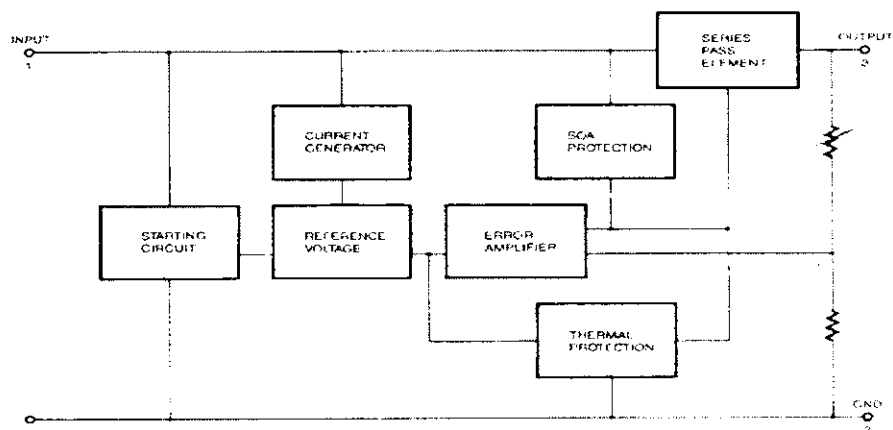 INPUT
1
SERIES
PASS
ELEMENT
OUTPUT
3
CURRENT
GENERATOR
SOA
PROTECTION
STARTING
CIRCUIT
REFERENCE
VOLTAGE
ERROR
AMPLIFIER
THERMAL
PROTECTION
GND